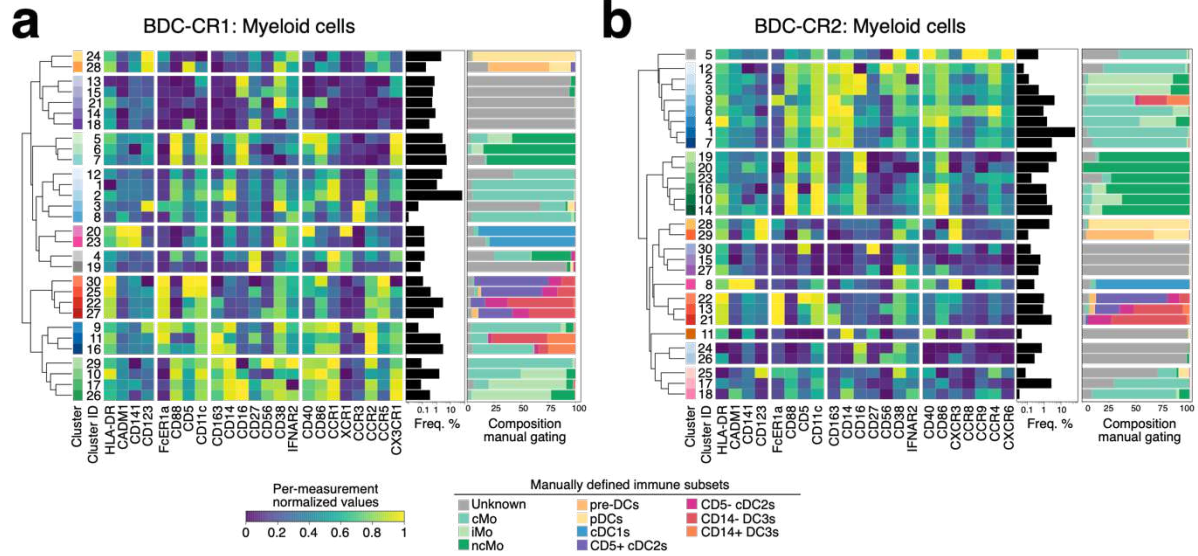 a
BDC-CR1: Myeloid cells
24
28
13
15
21
14
18
5
6
7
12
1
2
3
8
20
23
4
19
30
25
22
27
9
11
16
29
10
17
26
Cluster
Cluster ID
HLA-DR
CADM1
CD141
CD123
FcER1a
CD88
CD5
CD11c
CD163
CD14
CD16
CD27
CD56
CD38
IFNAR2
CD40
CD86
CCR1
XCR1
CCR3
CCR2
CCR5
CX3CR1
0.1 1 10
Freq. %
0 25 50 75 100
Composition
manual gating
b
BDC-CR2: Myeloid cells
5
12
2
3
9
6
4
1
7
19
20
23
16
10
14
28
29
30
15
27
8
22
13
21
11
24
26
25
17
18
Cluster
Cluster ID
HLA-DR
CADM1
CD141
CD123
FcER1a
CD88
CD5
CD11c
CD163
CD14
CD16
CD27
CD56
CD38
IFNAR2
CD40
CD86
CXCR3
CCR8
CCR9
CCR4
CXCR6
0.1 1 10
Freq. %
0 25 50 75 100
Composition
manual gating
Per-measurement
normalized values
0 0.2 0.4 0.6 0.8 1
Manually defined immune subsets
Unknown
cMo
iMo
ncMo
pre-DCs
pDCs
cDC1s
CD5+ cDC2s
CD5- cDC2s
CD14- DC3s
CD14+ DC3s